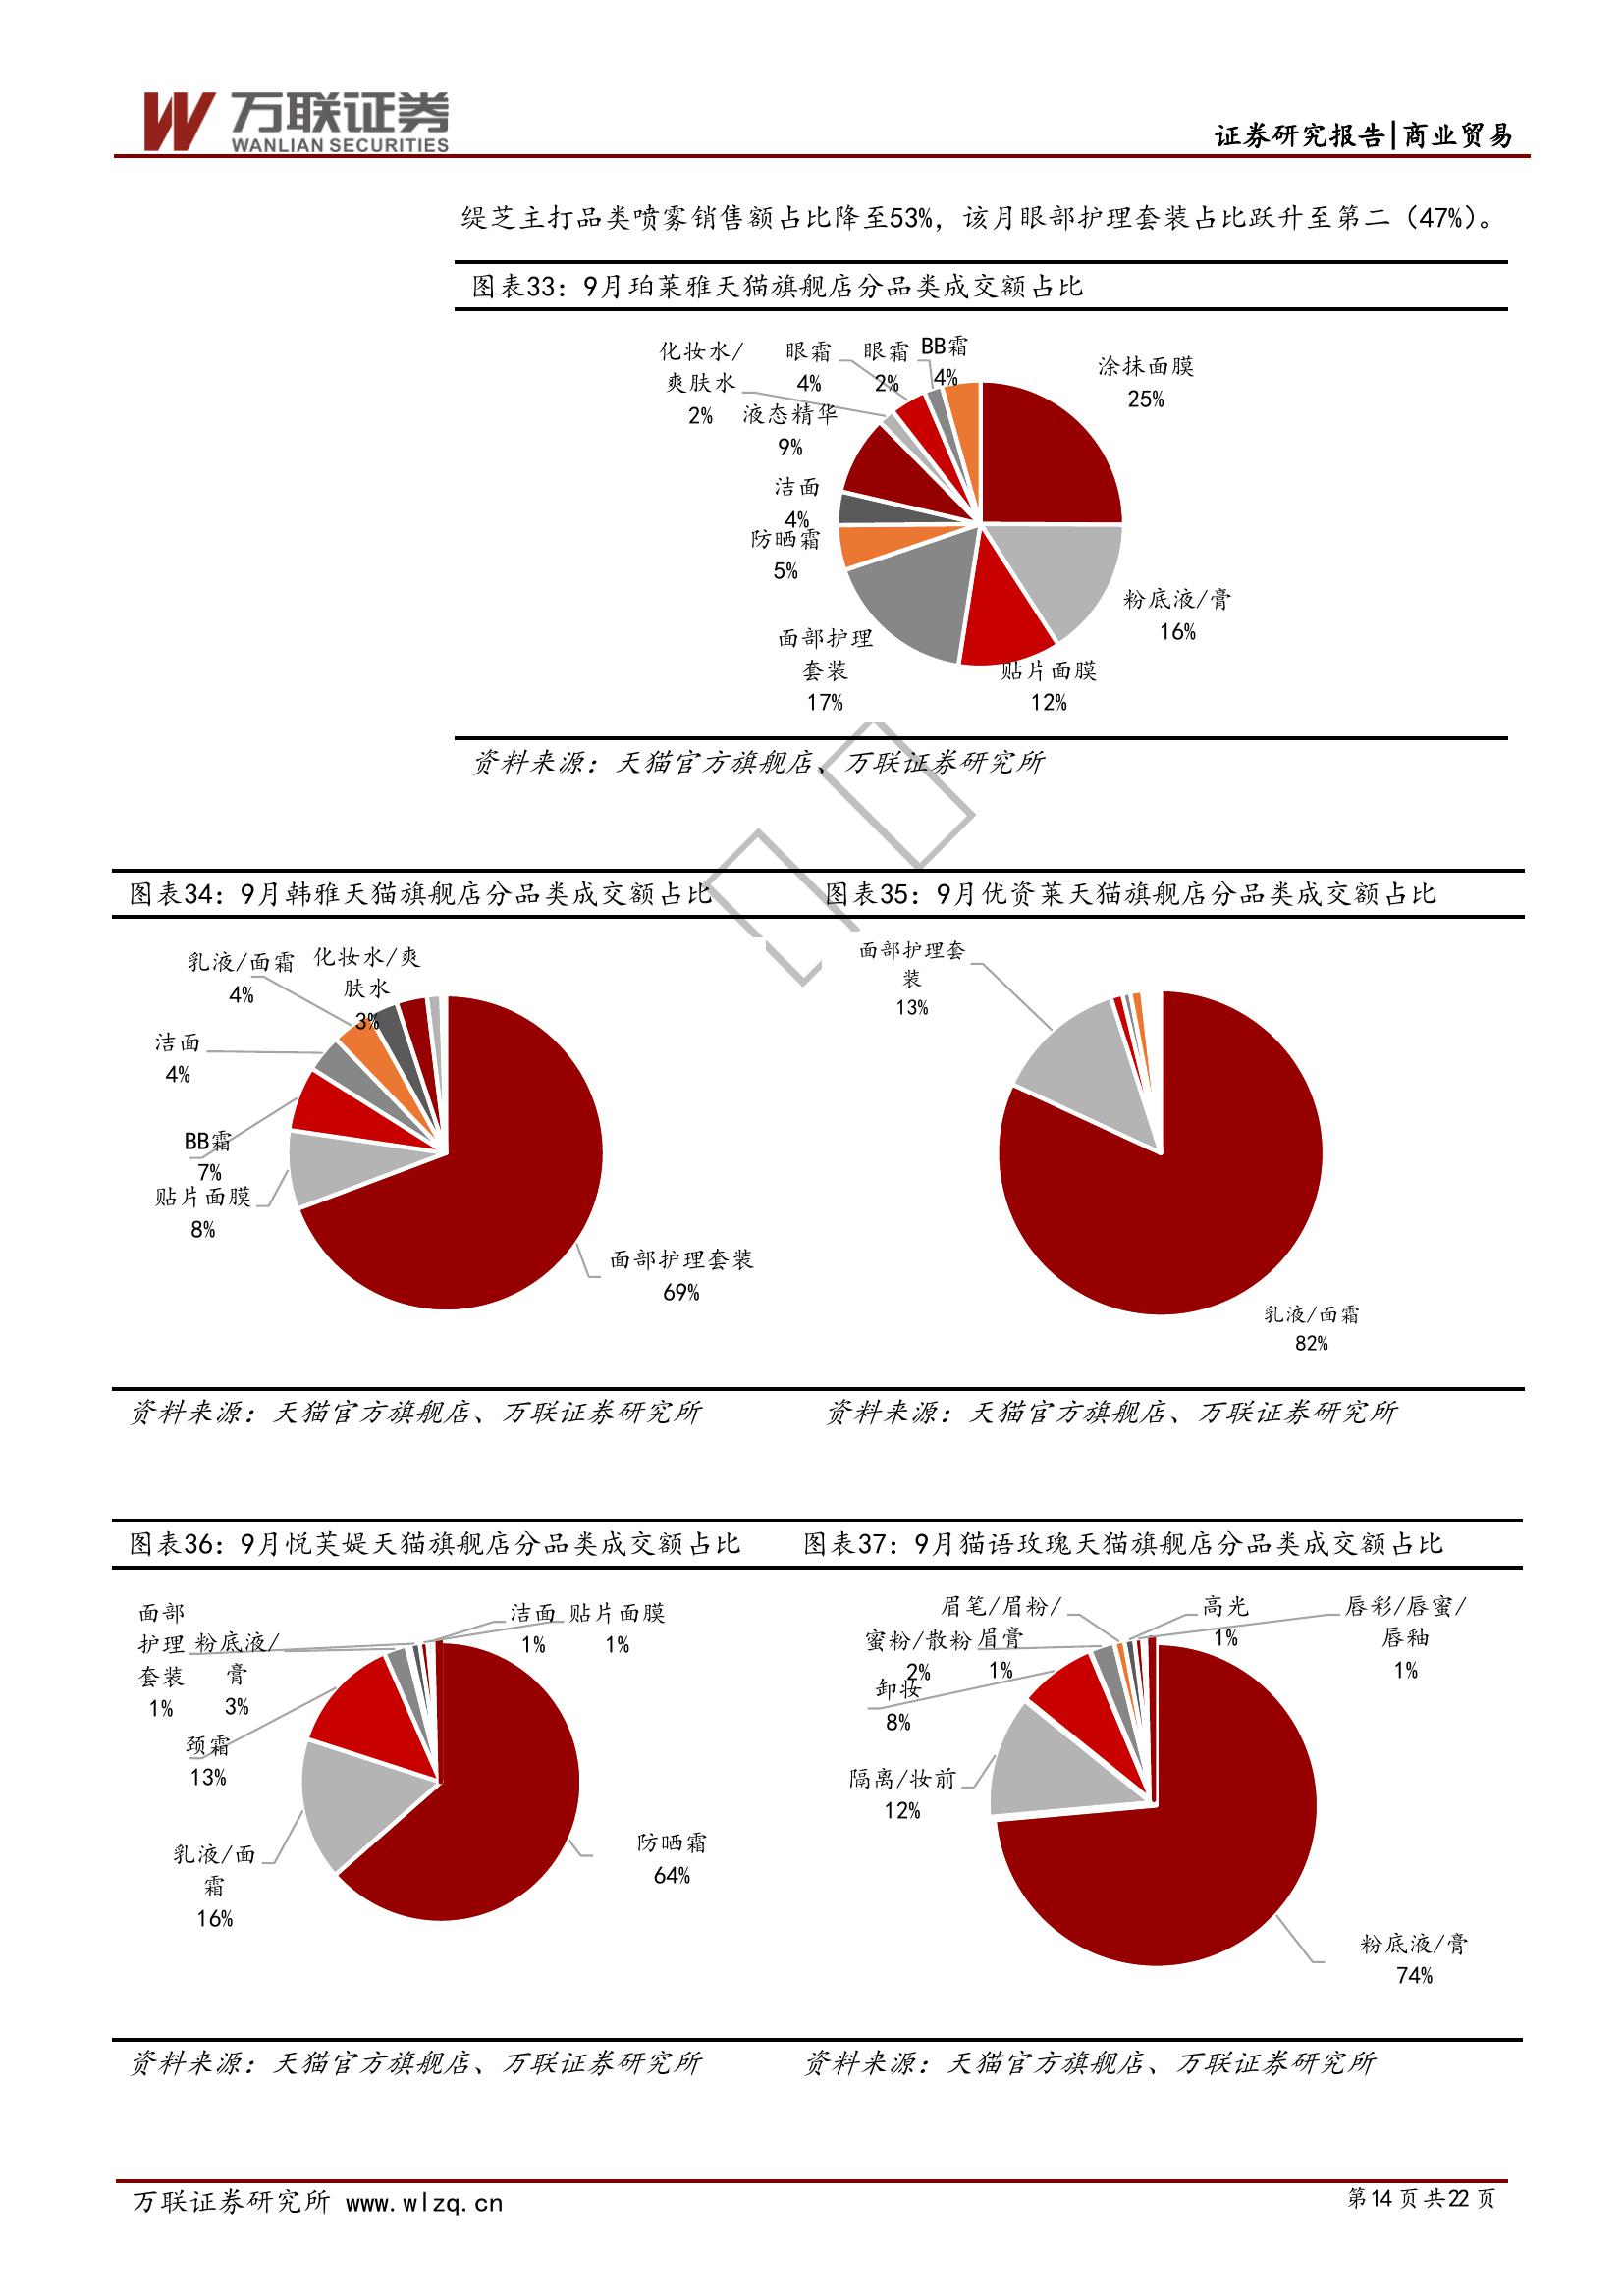 万联证券
WANLIAN SECURITIES
证券研究报告|商业贸易
缇芝主打品类喷雾销售额占比降至53%，该月眼部护理套装占比跃升至第二（47%）。
图表33：9月珀莱雅天猫旗舰店分品类成交额占比
化妆水/
爽肤水
2%
眼霜
4%
眼霜
2%
BB霜
4%
涂抹面膜
25%
液态精华
9%
洁面
4%
防晒霜
5%
粉底液/膏
16%
面部护理
套装
17%
贴片面膜
12%
资料来源：天猫官方旗舰店、万联证券研究所
图表34：9月韩雅天猫旗舰店分品类成交额占比
乳液/面霜
4%
化妆水/爽
肤水
3%
洁面
4%
BB霜
7%
贴片面膜
8%
面部护理套装
69%
资料来源：天猫官方旗舰店、万联证券研究所
图表35：9月优资莱天猫旗舰店分品类成交额占比
面部护理套
装
13%
乳液/面霜
82%
资料来源：天猫官方旗舰店、万联证券研究所
图表36：9月悦芙媞天猫旗舰店分品类成交额占比
面部
护理
套装
1%
粉底液/
膏
3%
洁面
1%
贴片面膜
1%
颈霜
13%
乳液/面
霜
16%
防晒霜
64%
资料来源：天猫官方旗舰店、万联证券研究所
图表37：9月猫语玫瑰天猫旗舰店分品类成交额占比
眉笔/眉粉/
眉膏
1%
高光
1%
唇彩/唇蜜/
唇釉
1%
蜜粉/散粉
2%
卸妆
8%
隔离/妆前
12%
粉底液/膏
74%
资料来源：天猫官方旗舰店、万联证券研究所
万联证券研究所 www.wlzq.cn
第14页共22页